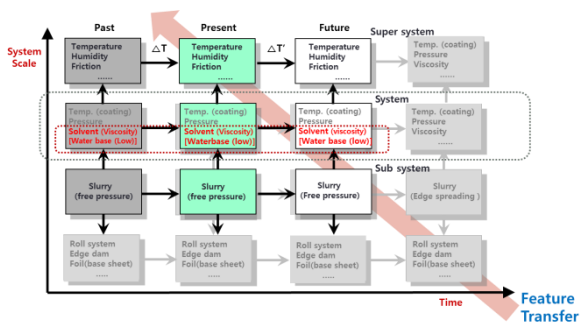 Past
Present
Future
Super system
System
Scale
Temperature
Humidity
Friction
......
△T
Temperature
Humidity
Friction
......
△T'
Temperature
Humidity
Friction
......
Temp. (coating)
Pressure
Viscosity
......
System
Temp. (coating)
Pressure
Solvent (Viscosity)
[Water base (Low)]
Temp. (coating)
Pressure
Solvent (Viscosity)
[Waterbase (low)]
Temp. (coating)
Pressure
Solvent (viscosity)
[Water base (low)]
Temp. (coating)
Pressure
Viscosity
......
Sub system
Slurry
(free pressure)
Slurry
(free pressure)
Slurry
(Free pressure)
Slurry
(Edge spreading )
Roll system
Edge dam
Foil(base sheet)
.....
Roll system
Edge dam
Foil(base sheet)
.....
Roll system
Edge dam
Foil(base sheet)
.....
Roll system
Edge dam
Foil(base sheet)
.....
Time
Feature
Transfer